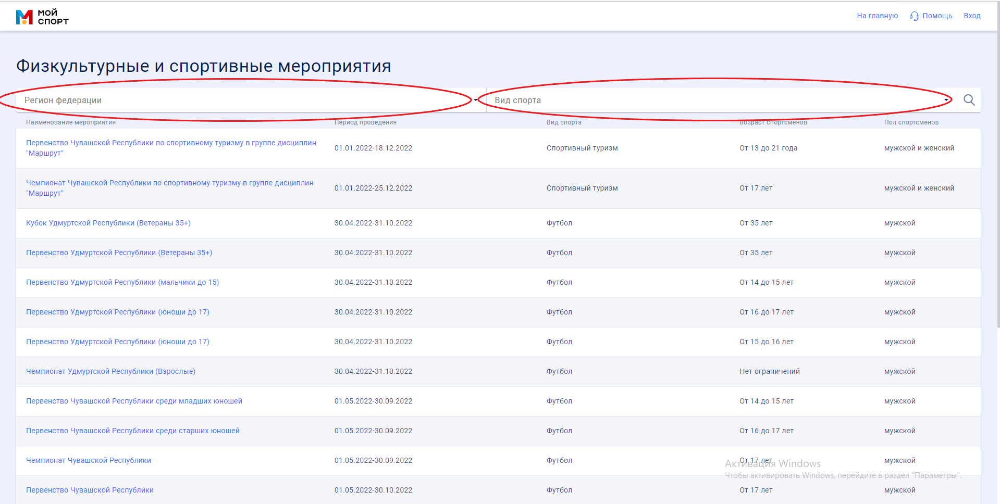 МОЙ
СПОРТ
На главную Помощь Вход
Физкультурные и спортивные мероприятия
Регион федерации Вид спорта
Наименование мероприятия Период проведения Вид спорта Возраст спортсменов Пол спортсменов
Первенство Чувашской Республики по спортивному туризму в группе дисциплин
"Маршрут"
01.01.2022-18.12.2022 Спортивный туризм От 13 до 21 года мужской и женский
Чемпионат Чувашской Республики по спортивному туризму в группе дисциплин
"Маршрут"
01.01.2022-25.12.2022 Спортивный туризм От 17 лет мужской и женский
Кубок Удмуртской Республики (Ветераны 35+) 30.04.2022-31.10.2022 Футбол От 35 лет мужской
Первенство Удмуртской Республики (Ветераны 35+) 30.04.2022-31.10.2022 Футбол От 35 лет мужской
Первенство Удмуртской Республики (мальчики до 15) 30.04.2022-31.10.2022 Футбол От 14 до 15 лет мужской
Первенство Удмуртской Республики (юноши до 17) 30.04.2022-31.10.2022 Футбол От 16 до 17 лет мужской
Первенство Удмуртской Республики (юноши до 17) 30.04.2022-31.10.2022 Футбол От 15 до 16 лет мужской
Чемпионат Удмуртской Республики (Взрослые) 30.04.2022-31.10.2022 Футбол Нет ограничений мужской
Первенство Чувашской Республики среди младших юношей 01.05.2022-30.09.2022 Футбол От 14 до 15 лет мужской
Первенство Чувашской Республики среди старших юношей 01.05.2022-30.09.2022 Футбол От 16 до 17 лет мужской
Чемпионат Чувашской Республики 01.05.2022-30.09.2022 Футбол От 17 лет мужской
Активация Windows
Чтобы активировать Windows, перейдите в раздел "Параметры".
Первенство Чувашской Республики 01.05.2022-30.10.2022 Футбол От 17 лет мужской